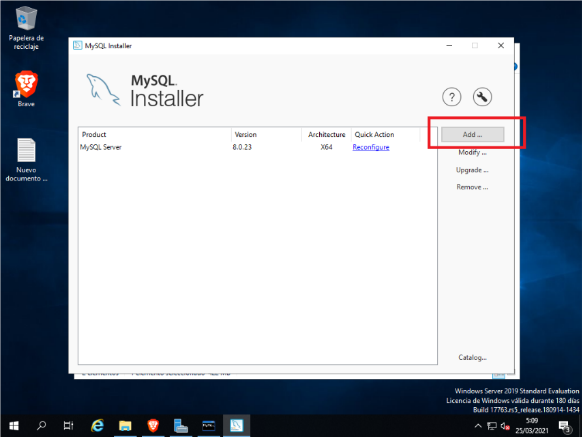 Papelera de
reciclaje
Brave
Nuevo
documento ...
MySQL Installer
MySQL
Installer
Product Version Architecture Quick Action
MySQL Server 8.0.23 X64 Reconfigure
Add ...
Modify ...
Upgrade ...
Remove ...
Catalog...
Windows Server 2019 Standard Evaluation
Licencia de Windows válida durante 180 días
Build 17763.rs5_release.180914-1434
5:09
25/03/2021
3